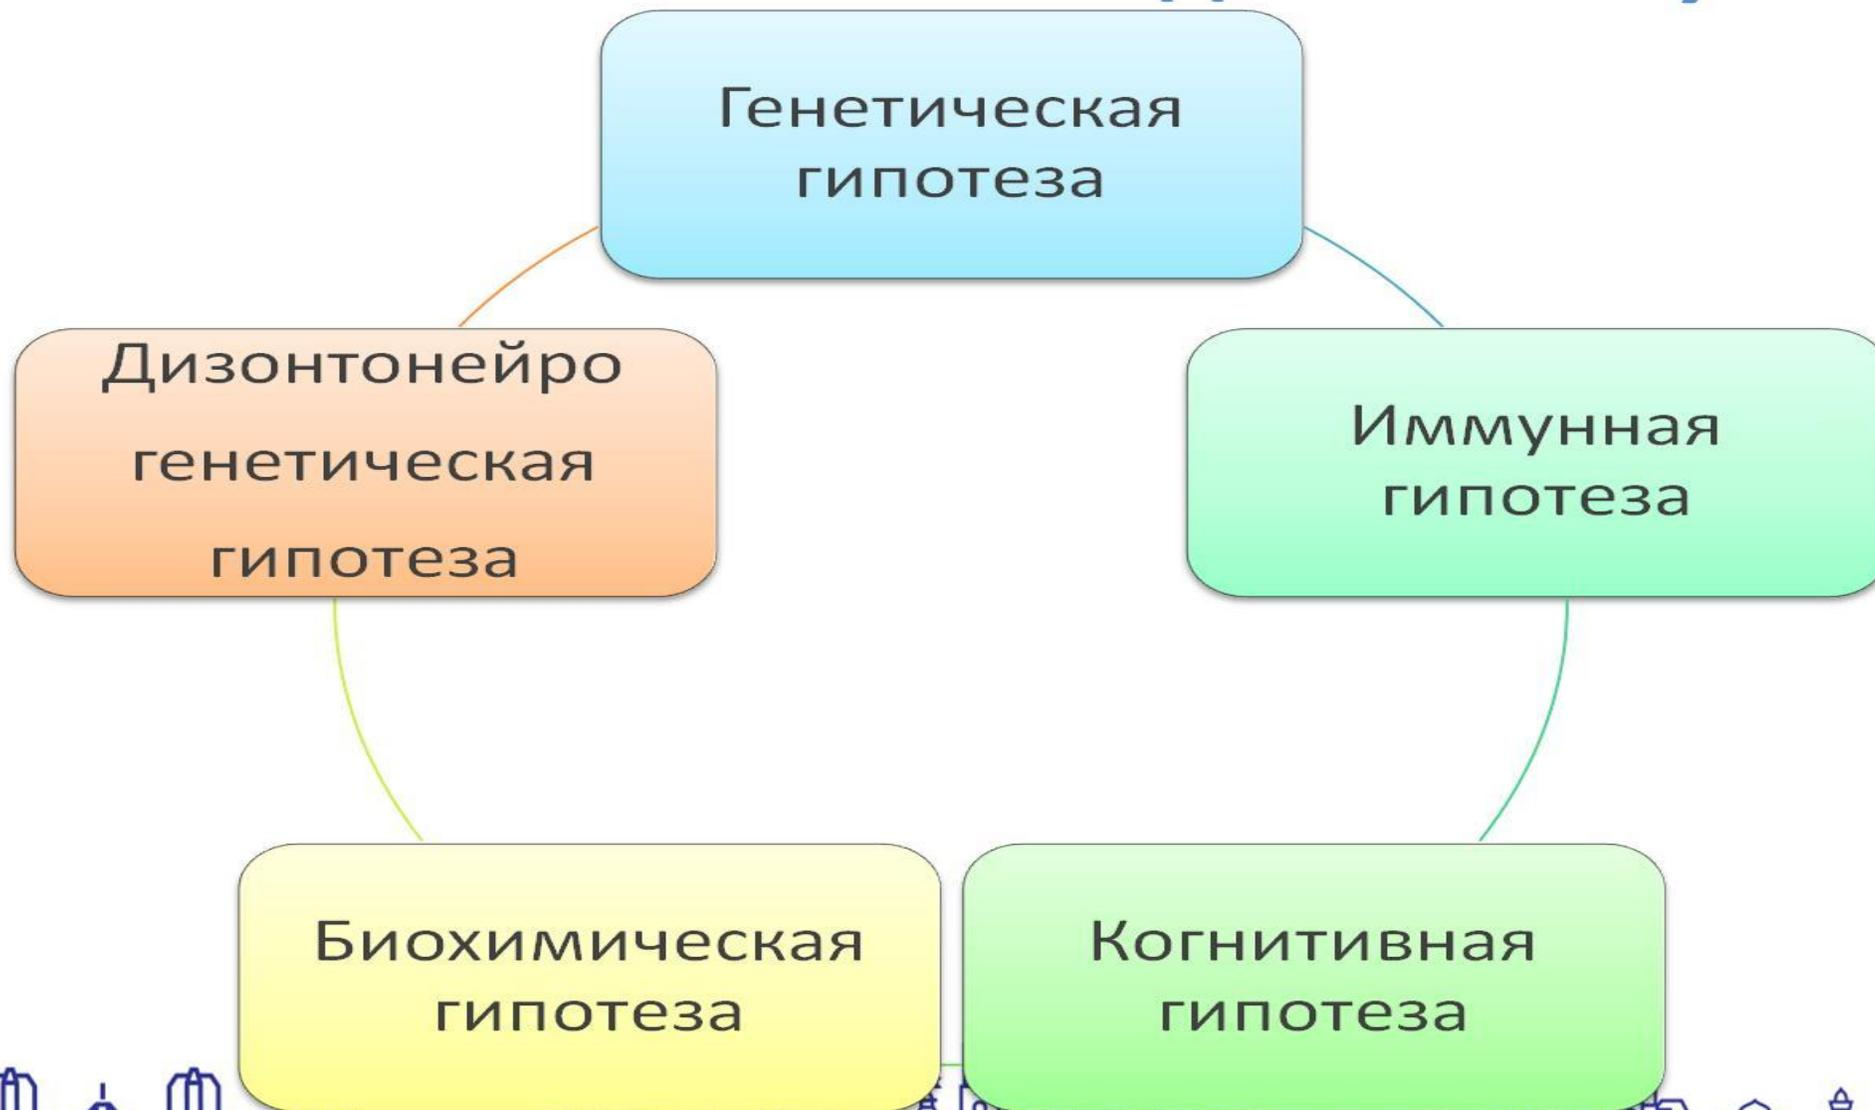 Генетическая
гипотеза
Дизонтонейро
генетическая
гипотеза
Иммунная
гипотеза
Биохимическая
гипотеза
Когнитивная
гипотеза